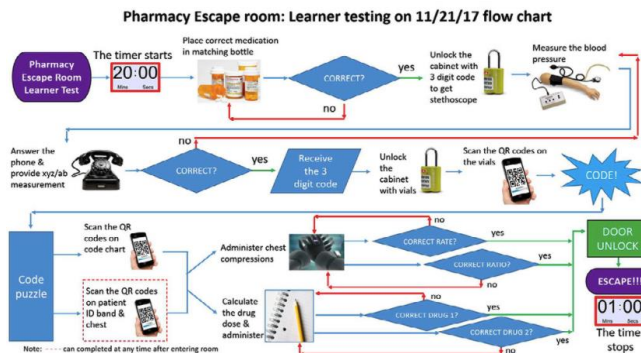 Pharmacy Escape room: Learner testing on 11/21/17 flow chart
Pharmacy
Escape Room
Learner Test
The timer starts
20:00
Mins Secs
Place correct medication
in matching bottle
CORRECT?
yes
no
Unlock the
cabinet with
3 digit code
to get
stethoscope
Measure the blood
pressure
Answer the
phone &
provide xyz/ab
measurement
no
CORRECT?
yes
Receive
the 3
digit code
Unlock
the
cabinet
with vials
Scan the QR codes on
the vials
CODE!
Code
puzzle
Scan the QR
codes on
code chart
Scan the QR codes
on patient
ID band &
chest
Administer chest
compressions
no
CORRECT RATE?
yes
CORRECT RATIO?
yes
no
Calculate
the drug
dose &
administer
no
CORRECT DRUG 1?
yes
CORRECT DRUG 2?
yes
no
DOOR
UNLOCK
ESCAPE!!!
01:00
Mins Secs
The timer
stops
Note: ---- can completed at any time after entering room